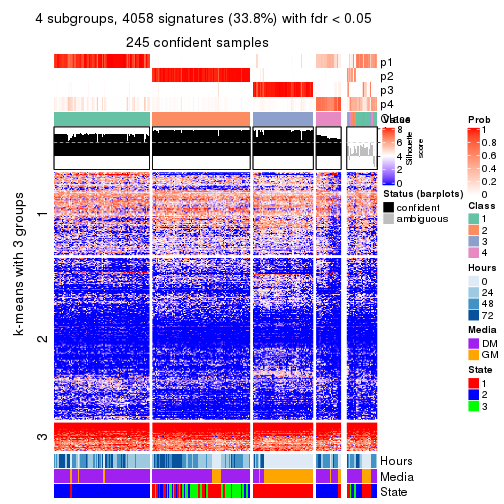 4 subgroups, 4058 signatures (33.8%) with fdr < 0.05
245 confident samples
p1
p2
p3
p4
Class
Silhouette
score
k-means with 3 groups
1
2
3
Hours
Media
State
Value
8
6
4
2
0
Status (barplots)
confident
ambiguous
Prob
1
0.8
0.6
0.4
0.2
0
Class
1
2
3
4
Hours
0
24
48
72
Media
DM
GM
State
1
2
3